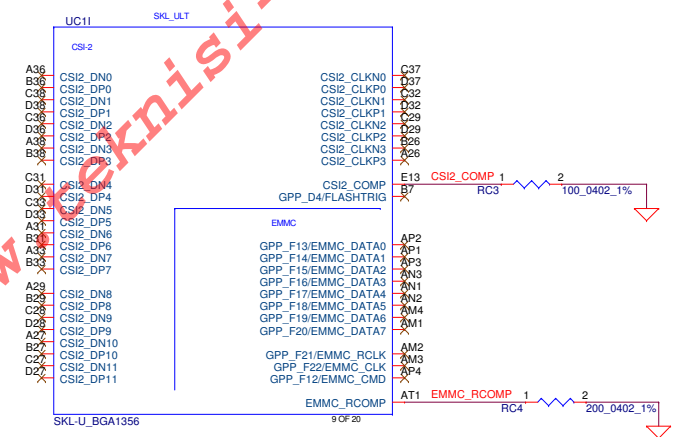 UC1I
SKL_ULT
CSI-2
A36 CSI2_DN0 CSI2_CLKN0 C37
B36 CSI2_DP0 CSI2_CLKP0 D37
C38 CSI2_DN1 CSI2_CLKN1 C32
D38 CSI2_DP1 CSI2_CLKP1 D32
C36 CSI2_DN2 CSI2_CLKN2 C29
D36 CSI2_DP2 CSI2_CLKP2 D29
A38 CSI2_DN3 CSI2_CLKN3 B26
B38 CSI2_DP3 CSI2_CLKP3 A26
C31 CSI2_DN4 CSI2_COMP E13 CSI2_COMP 1 2
RC3 100_0402_1%
D31 CSI2_DP4 GPP_D4/FLASHTRIG B7
C33 CSI2_DN5
D33 CSI2_DP5
EMMC
A31 CSI2_DN6
B31 CSI2_DP6 GPP_F13/EMMC_DATA0 AP2
A33 CSI2_DN7 GPP_F14/EMMC_DATA1 AP1
B33 CSI2_DP7 GPP_F15/EMMC_DATA2 AP3
GPP_F16/EMMC_DATA3 AN3
A29 CSI2_DN8 GPP_F17/EMMC_DATA4 AN1
B29 CSI2_DP8 GPP_F18/EMMC_DATA5 AN2
C28 CSI2_DN9 GPP_F19/EMMC_DATA6 AM4
D28 CSI2_DP9 GPP_F20/EMMC_DATA7 AM1
A27 CSI2_DN10
B27 CSI2_DP10 GPP_F21/EMMC_RCLK AM2
C27 CSI2_DN11 GPP_F22/EMMC_CLK AM3
D27 CSI2_DP11 GPP_F12/EMMC_CMD AP4
EMMC_RCOMP AT1 EMMC_RCOMP 1 2
RC4 200_0402_1%
SKL-U_BGA1356
9 OF 20
w.teknisi